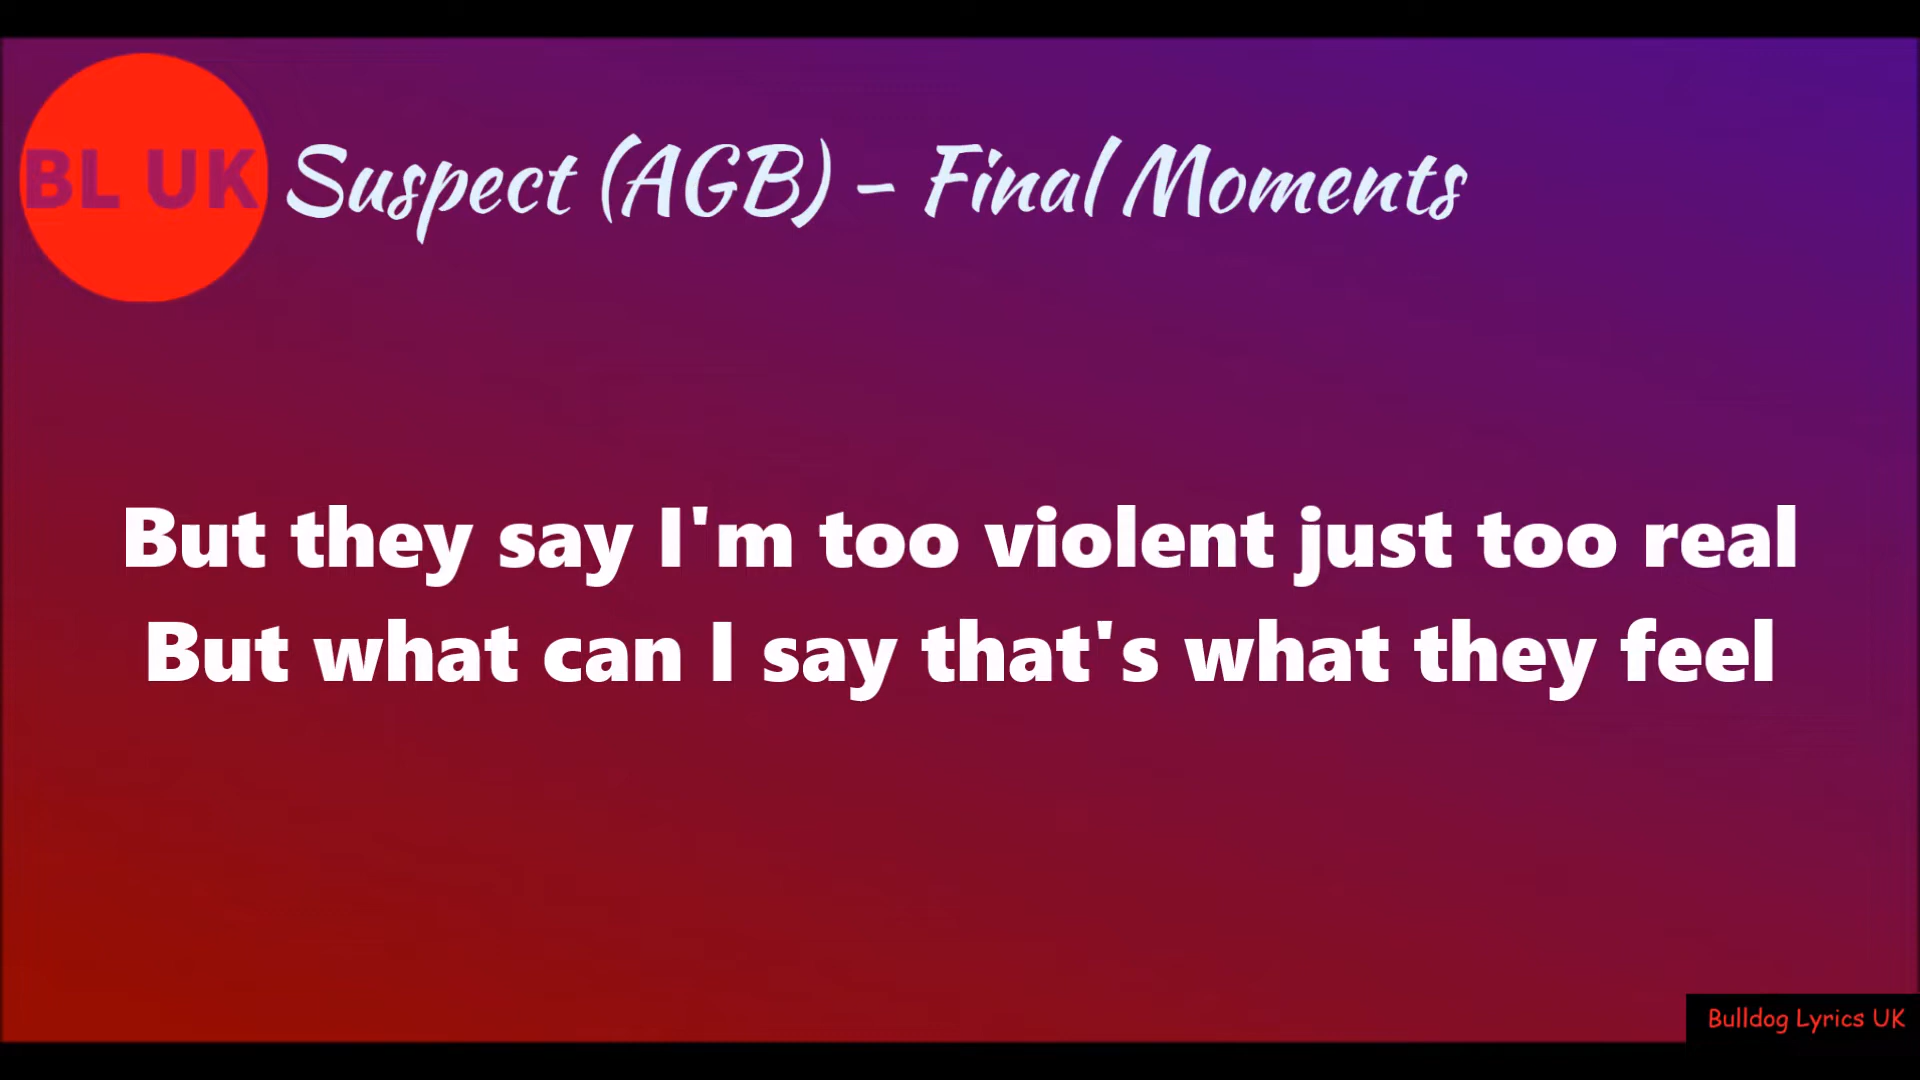 BL UK
Suspect (AGB) - Final Moments
But they say I'm too violent just too real
But what can I say that's what they feel
Bulldog Lyrics UK